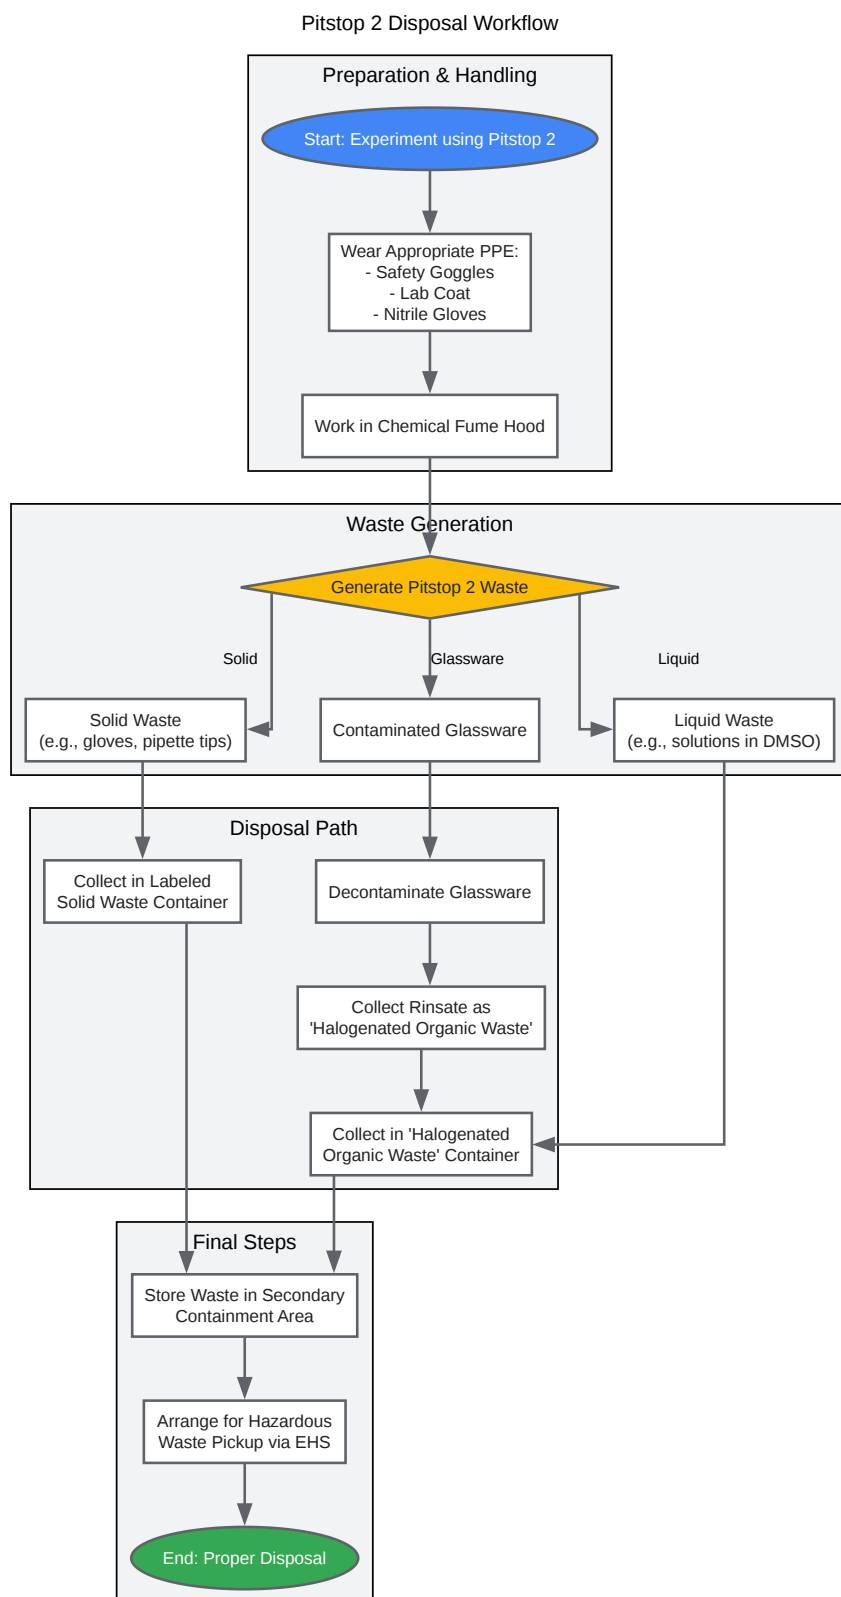 Pitstop 2 Disposal Workflow
Preparation & Handling
Start: Experiment using Pitstop 2
Wear Appropriate PPE:
- Safety Goggles
- Lab Coat
- Nitrile Gloves
Work in Chemical Fume Hood
Waste Generation
Generate Pitstop 2 Waste
Solid
Glassware
Liquid
Solid Waste
(e.g., gloves, pipette tips)
Contaminated Glassware
Liquid Waste
(e.g., solutions in DMSO)
Disposal Path
Collect in Labeled
Solid Waste Container
Decontaminate Glassware
Collect Rinsate as
'Halogenated Organic Waste'
Collect in 'Halogenated
Organic Waste' Container
Final Steps
Store Waste in Secondary
Containment Area
Arrange for Hazardous
Waste Pickup via EHS
End: Proper Disposal